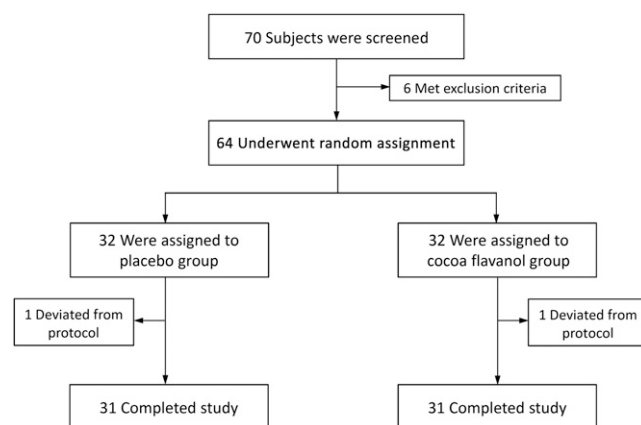 70 Subjects were screened
6 Met exclusion criteria
64 Underwent random assignment
32 Were assigned to
placebo group
32 Were assigned to
cocoa flavanol group
1 Deviated from
protocol
1 Deviated from
protocol
31 Completed study
31 Completed study